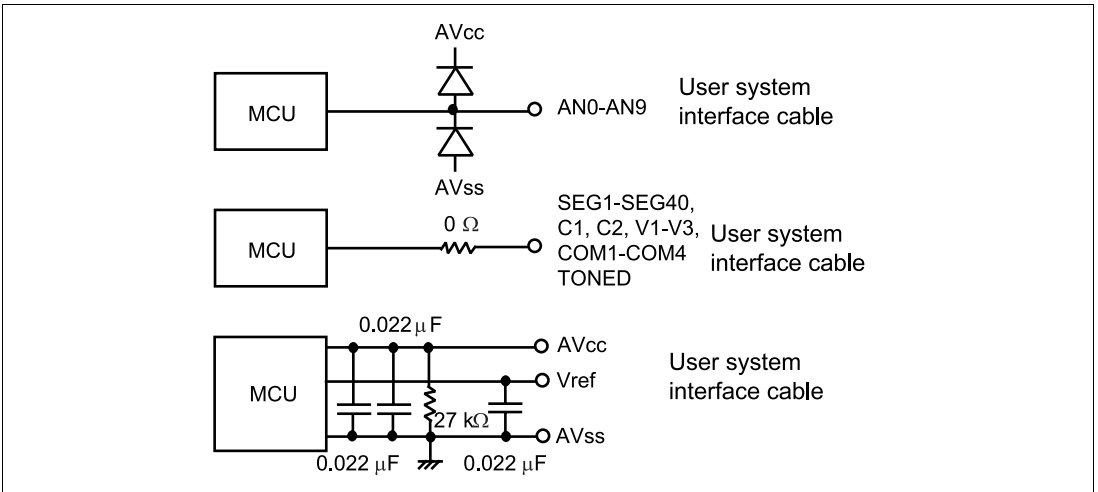 AVcc
MCU
AN0-AN9
User system
interface cable
AVss
MCU
0 Ω
SEG1-SEG40,
C1, C2, V1-V3,
COM1-COM4
TONED
User system
interface cable
0.022 μF
MCU
AVcc
Vref
27 kΩ
AVss
User system
interface cable
0.022 μF
0.022 μF